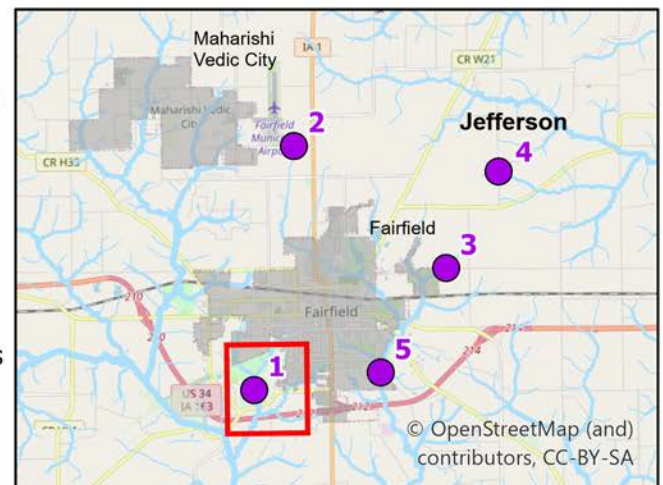 Maharishi
Vedic City
IA 1
CR W21
Maharishi Vedic
City
Fairfield
Municipal
Airport
2
Jefferson
4
CR H33
Fairfield
3
210
Fairfield
s
5
214
1
US 34
IA 163
212
© OpenStreetMap (and)
contributors, CC-BY-SA